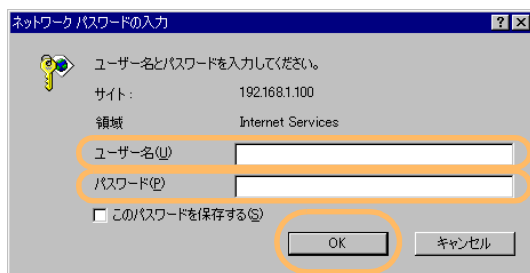 ネットワーク パスワードの入力
ユーザー名とパスワードを入力してください。
サイト: 192.168.1.100
領域 Internet Services
ユーザー名(U)
パスワード(P)
このパスワードを保存する(S)
OK キャンセル